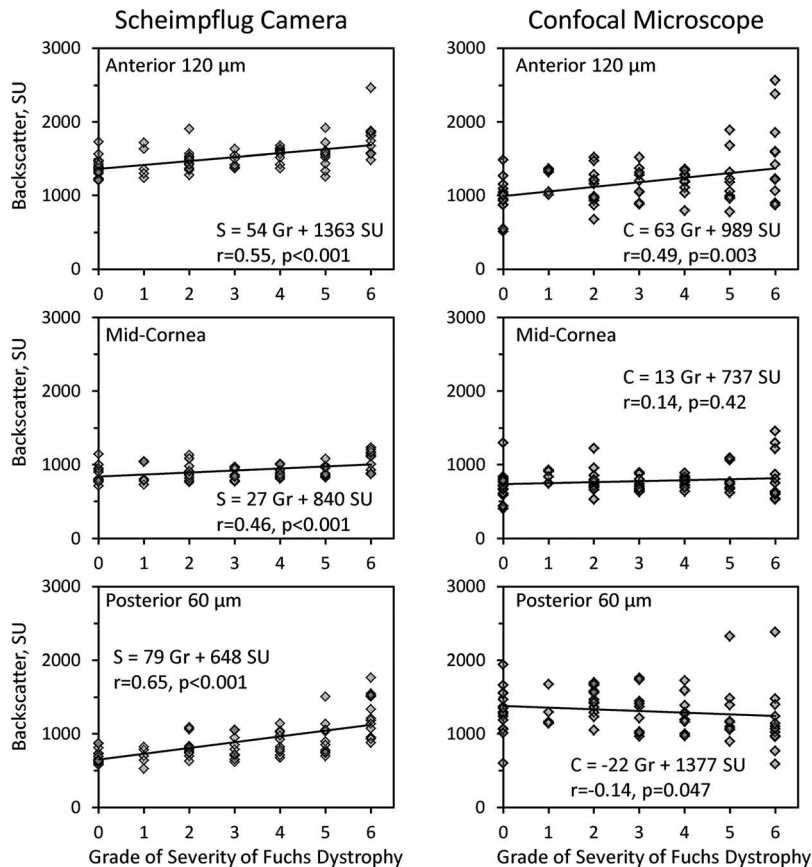 Scheimpflug Camera
Confocal Microscope
3000
2000
1000
0
Backscatter, SU
Anterior 120 µm
S = 54 Gr + 1363 SU
r=0.55, p<0.001
0 1 2 3 4 5 6
3000
2000
1000
0
Anterior 120 µm
C = 63 Gr + 989 SU
r=0.49, p=0.003
0 1 2 3 4 5 6
3000
2000
1000
0
Backscatter, SU
Mid-Cornea
S = 27 Gr + 840 SU
r=0.46, p<0.001
0 1 2 3 4 5 6
3000
2000
1000
0
Mid-Cornea
C = 13 Gr + 737 SU
r=0.14, p=0.42
0 1 2 3 4 5 6
3000
2000
1000
0
Backscatter, SU
Posterior 60 µm
S = 79 Gr + 648 SU
r=0.65, p<0.001
0 1 2 3 4 5 6
Grade of Severity of Fuchs Dystrophy
3000
2000
1000
0
Posterior 60 µm
C = -22 Gr + 1377 SU
r=-0.14, p=0.047
0 1 2 3 4 5 6
Grade of Severity of Fuchs Dystrophy